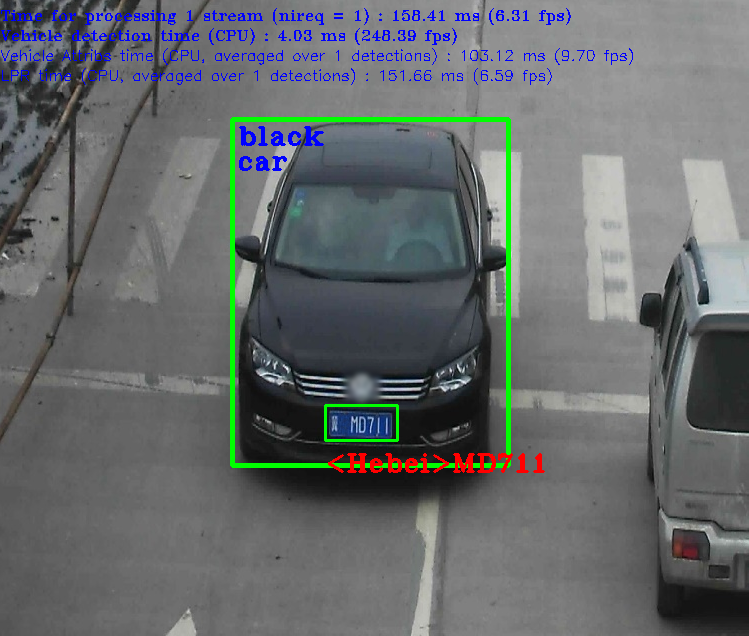 Time for processing 1 stream (nireq = 1) : 158.41 ms (6.31 fps)
Vehicle detection time (CPU) : 4.03 ms (248.39 fps)
Vehicle Attribs time (CPU, averaged over 1 detections) : 103.12 ms (9.70 fps)
LPR time (CPU, averaged over 1 detections) : 151.66 ms (6.59 fps)
black
car
MD711
<Hebei>MD711